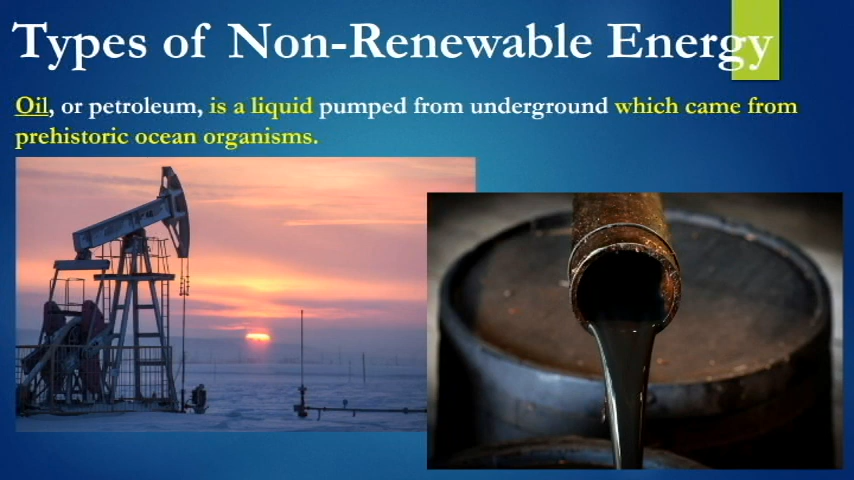 Types of Non-Renewable Energy
Oil, or petroleum, is a liquid pumped from underground which came from
prehistoric ocean organisms.